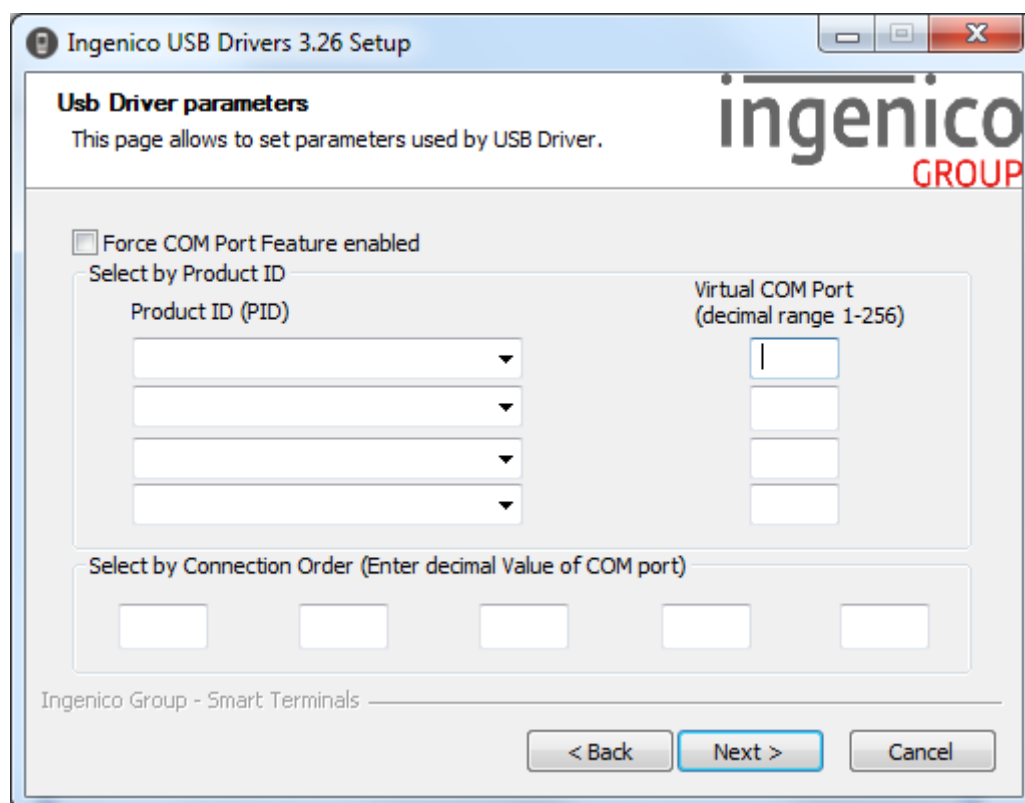 Ingenico USB Drivers 3.26 Setup
Usb Driver parameters
This page allows to set parameters used by USB Driver.
ingenico
GROUP
Force COM Port Feature enabled
Select by Product ID
Product ID (PID)
Virtual COM Port
(decimal range 1-256)
Select by Connection Order (Enter decimal Value of COM port)
Ingenico Group - Smart Terminals
< Back
Next >
Cancel